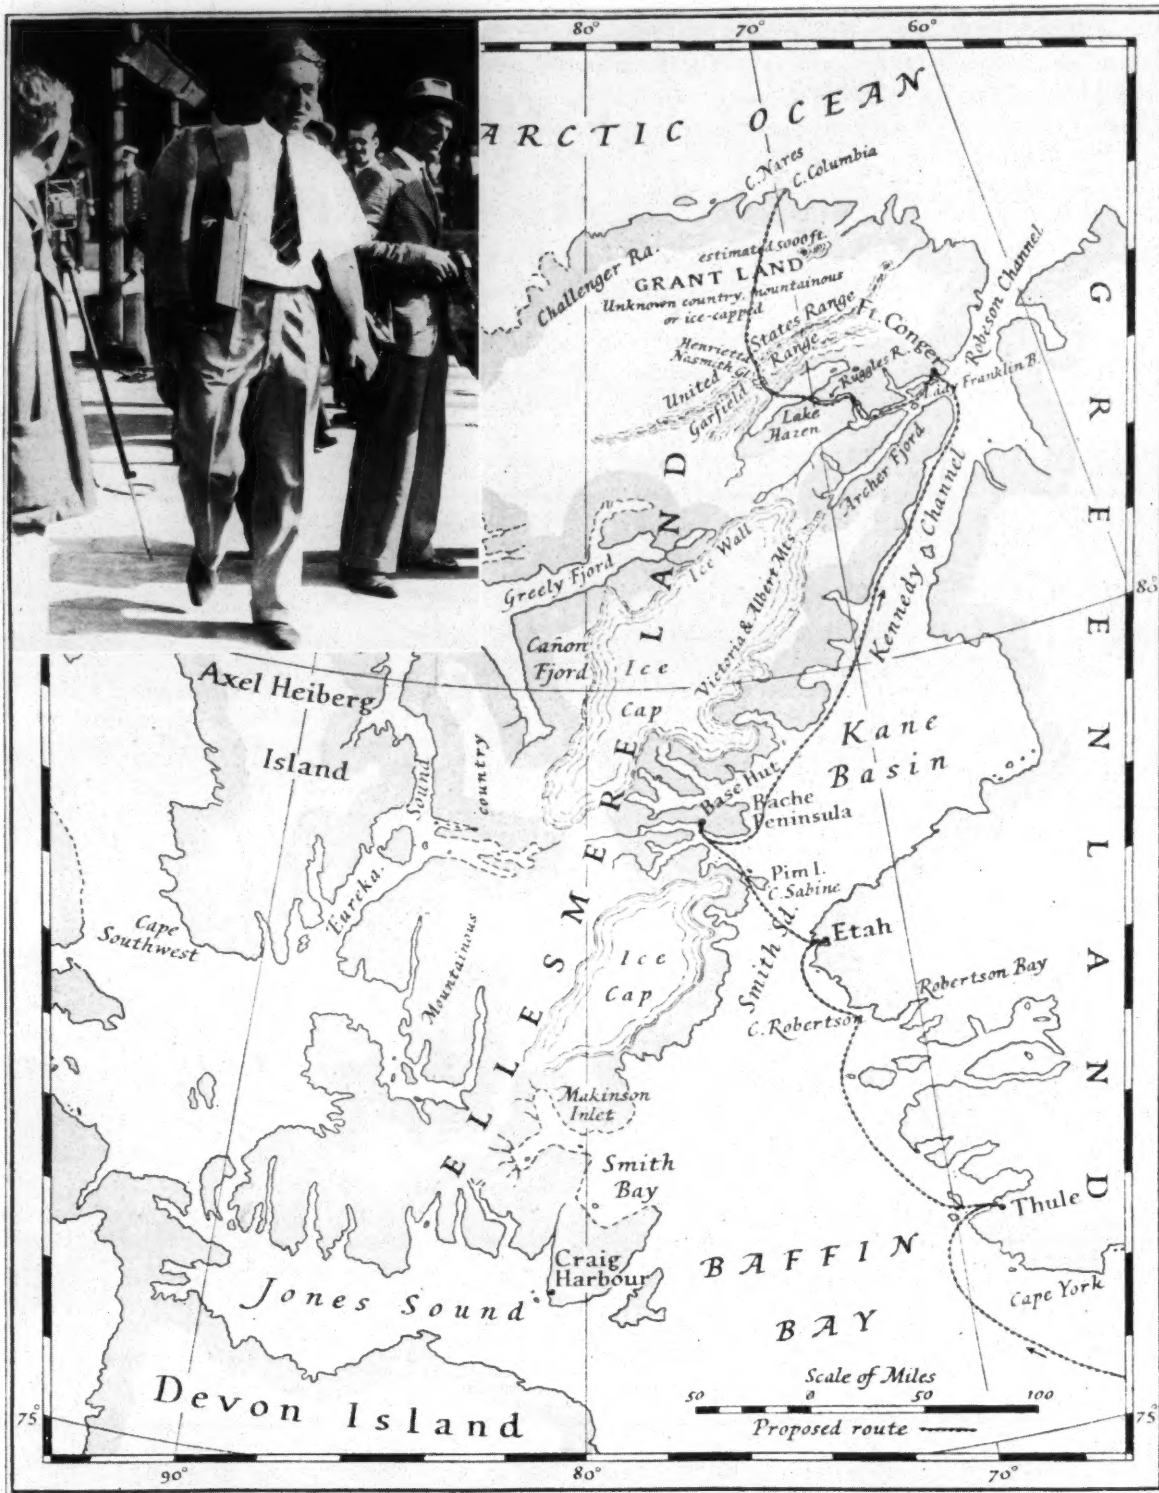 80°
70°
60°
ARCTIC OCEAN
C. Nares
C. Columbia
Challenger Ra.
estimated 5000ft.
GRANT LAND
Unknown country, mountainous
or ice-capped
Robeson Channel
United States Range
Garfield Range
Henrietta
Nasmith Gl.
Ft. Conger
Ruggles R.
Lady Franklin B.
Lake
Hazen
Archer Fjord
GREENLAND
ELLESMERE LAND
Ice Wall
Greely Fjord
Victoria & Albert Mts
Kennedy Channel
80°
Cañon
Fjord
Ice
Cap
Axel Heiberg
Island
Kane
Basin
Sound
country
Base Hut
Bache
Peninsula
Pim I.
C. Sabine
Eureka
Cape
Southwest
Etah
Smith Sd.
Ice
Cap
Mountainous
Robertson Bay
C. Robertson
Makinson
Inlet
Smith
Bay
Thule
Craig
Harbour
BAFFIN
BAY
Cape York
Jones Sound
Devon Island
Scale of Miles
50 0 50 100
Proposed route
75°
75°
90°
80°
70°